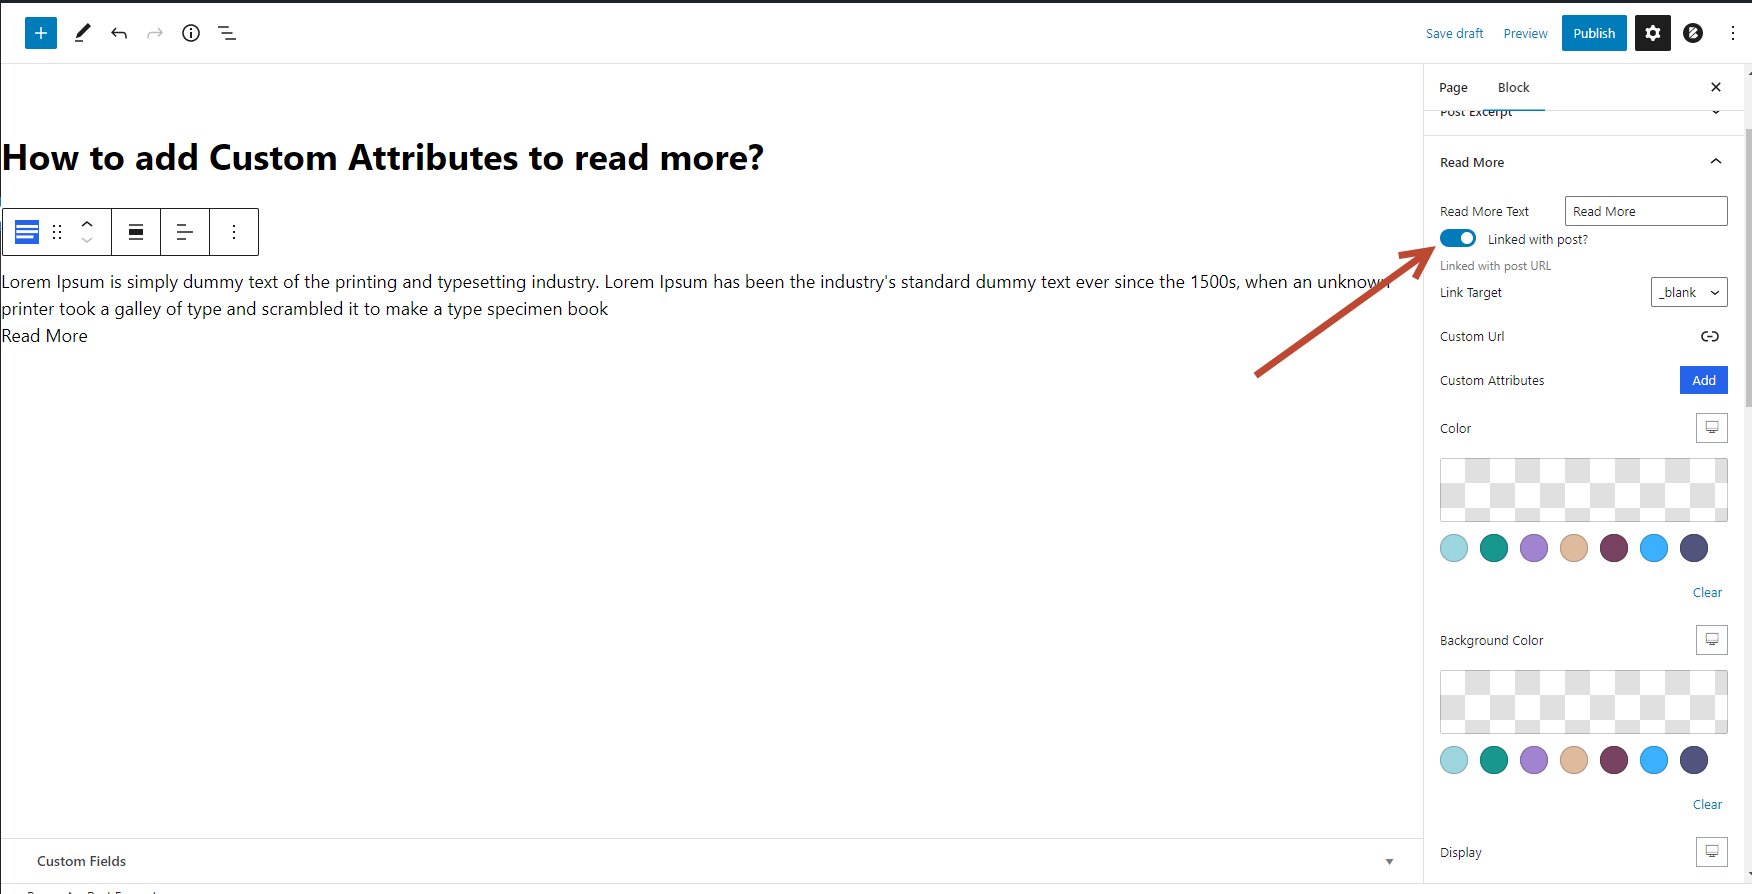 Save draft
Preview
Publish
Page
Block
Post Excerpt
How to add Custom Attributes to read more?
Lorem Ipsum is simply dummy text of the printing and typesetting industry. Lorem Ipsum has been the industry's standard dummy text ever since the 1500s, when an unknown
printer took a galley of type and scrambled it to make a type specimen book
Read More
Read More
Read More Text
Read More
Linked with post?
Linked with post URL
Link Target
_blank
Custom Url
Custom Attributes
Add
Color
Clear
Background Color
Clear
Display
Custom Fields